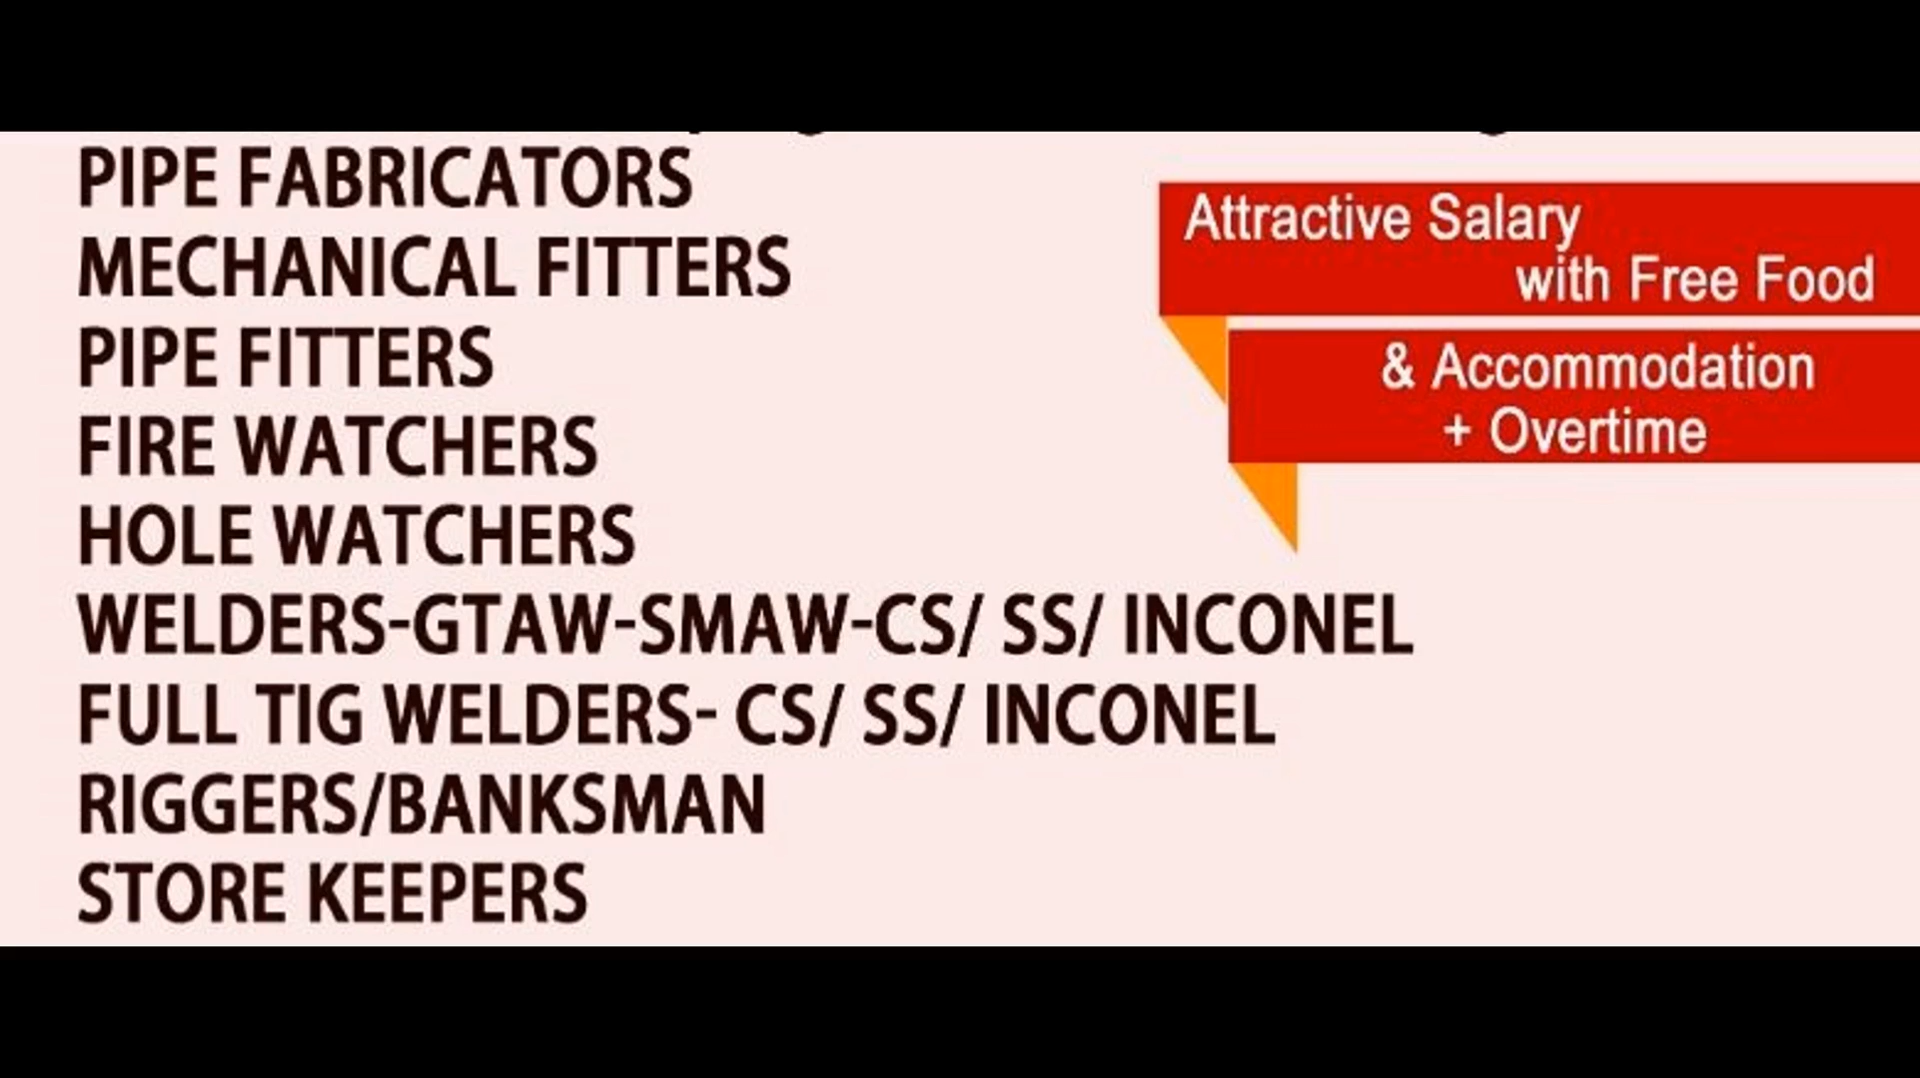 PIPE FABRICATORS
MECHANICAL FITTERS
PIPE FITTERS
FIRE WATCHERS
HOLE WATCHERS
WELDERS-GTAW-SMAW-CS/ SS/ INCONEL
FULL TIG WELDERS- CS/ SS/ INCONEL
RIGGERS/BANKSMAN
STORE KEEPERS
Attractive Salary
with Free Food
& Accommodation
+ Overtime